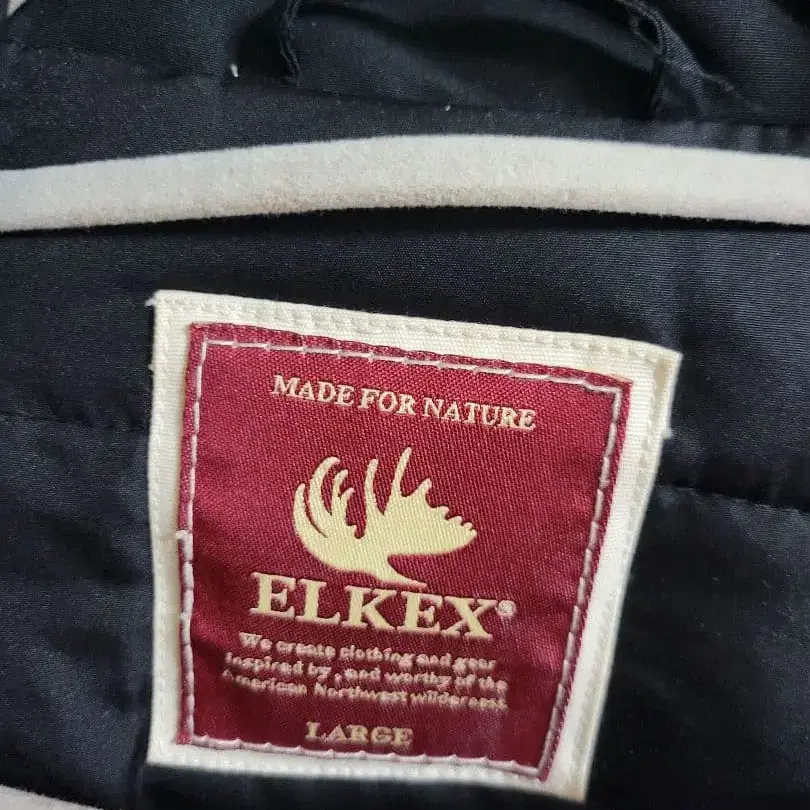 MADE FOR NATURE
ELKEX®
We create clothing and gear
inspired by, and worthy of the
American Northwest wilderness
LARGE